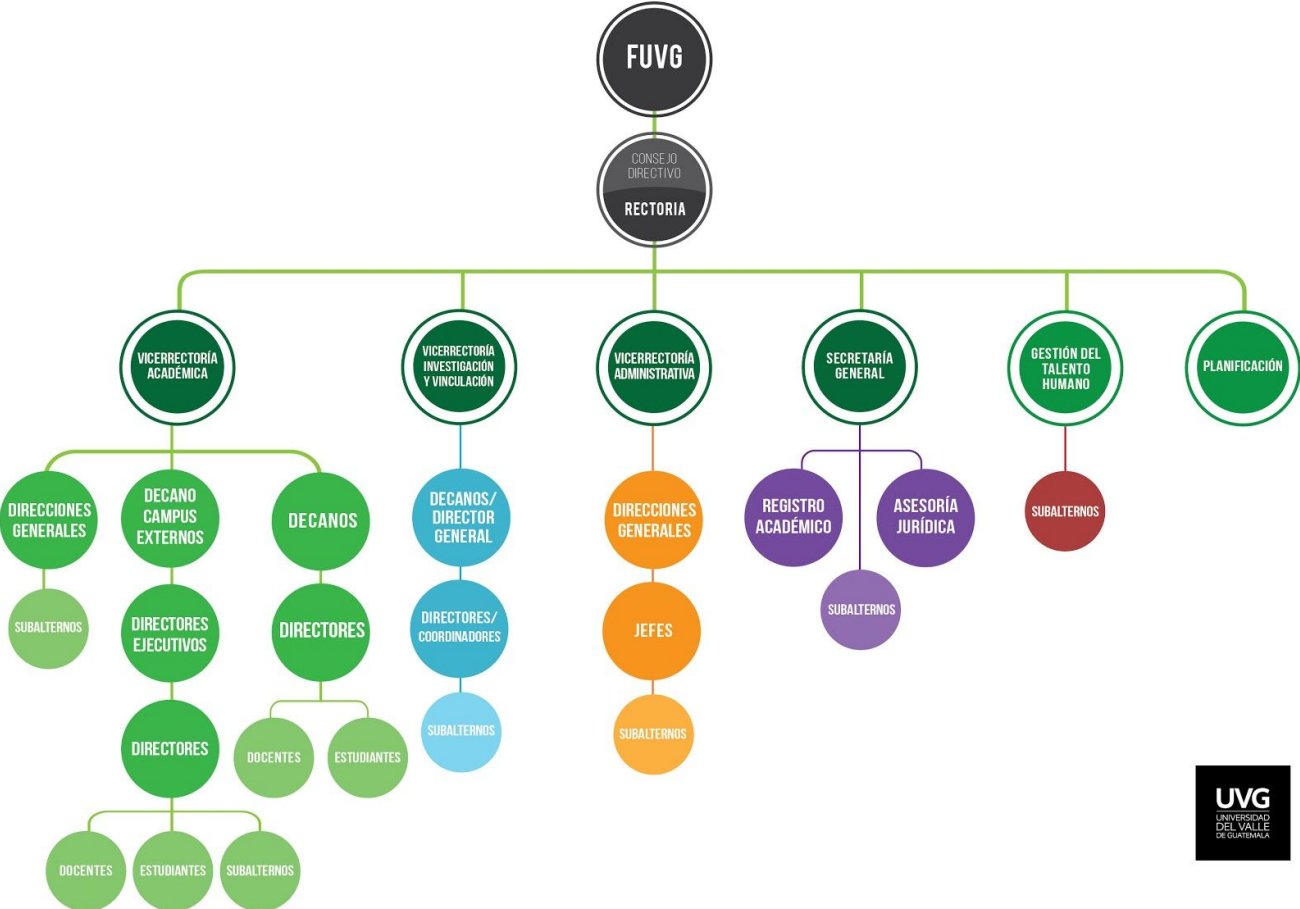 FUVG
CONSEJO
DIRECTIVO
RECTORIA
VICERRECTORÍA
ACADÉMICA
VICERRECTORÍA
INVESTIGACIÓN
Y VINCULACIÓN
VICERRECTORÍA
ADMINISTRATIVA
SECRETARÍA
GENERAL
GESTIÓN DEL
TALENTO
HUMANO
PLANIFICACIÓN
DIRECCIONES
GENERALES
DECANO
CAMPUS
EXTERNOS
DECANOS
DECANOS/
DIRECTOR
GENERAL
DIRECCIONES
GENERALES
REGISTRO
ACADÉMICO
ASESORÍA
JURÍDICA
SUBALTERNOS
SUBALTERNOS
DIRECTORES
EJECUTIVOS
DIRECTORES
DIRECTORES/
COORDINADORES
JEFES
SUBALTERNOS
DIRECTORES
DOCENTES
ESTUDIANTES
SUBALTERNOS
SUBALTERNOS
DOCENTES
ESTUDIANTES
SUBALTERNOS
UVG
UNIVERSIDAD
DEL VALLE
DE GUATEMALA